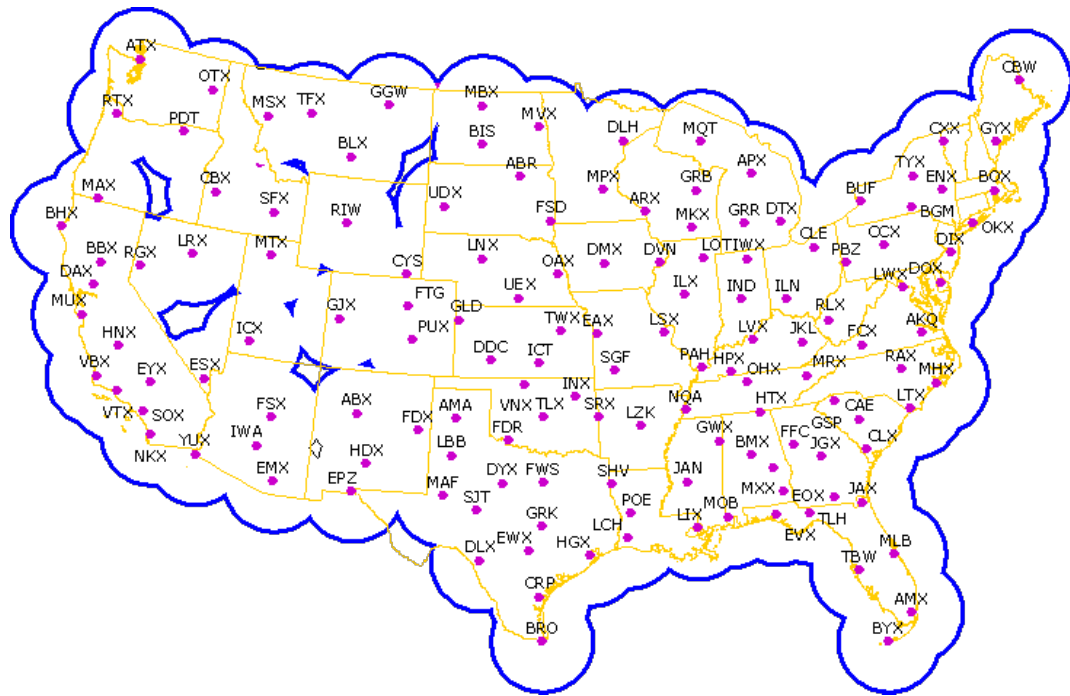 ATX
CBW
OTX
GGW
MBX
RTX
MSX
TFX
PDT
MVX
BIS
DLH
MQT
CXX
GYX
BLX
ABR
APX
TYX
MPX
GRB
CBX
MAX
SFX
UDX
BUF
ENX
BOX
RIW
ARX
BHX
FSD
MKX
GRR
DTX
BGM
OKX
BBX
RGX
LRX
MTX
LNX
DMX
DVN
LOT
IWX
CLE
CCX
DIX
DAX
CYS
OAX
PBZ
MUX
UEX
ILX
IND
ILN
LWX
DOX
GJX
FTG
GLD
HNX
ICX
PUX
TWX
EAX
LSX
RLX
AKQ
LVX
JKL
FCX
VBX
EYX
ESX
DDC
ICT
SGF
PAH
HPX
MRX
RAX
MHX
OHX
VTX
SOX
FSX
ABX
FDX
AMA
VNX
TLX
INX
SRX
LZK
NQA
HTX
GSP
CAE
LTX
NKX
YUX
IWA
HDX
LBB
FDR
GWX
BMX
FFC
JGX
CLX
EMX
EPZ
MAF
DYX
FWS
SHV
JAN
SJT
POE
MOB
MXX
EOX
JAX
GRK
LCH
LIX
EVX
TLH
DLX
EWX
HGX
MLB
TBW
CRP
AMX
BRO
BYX